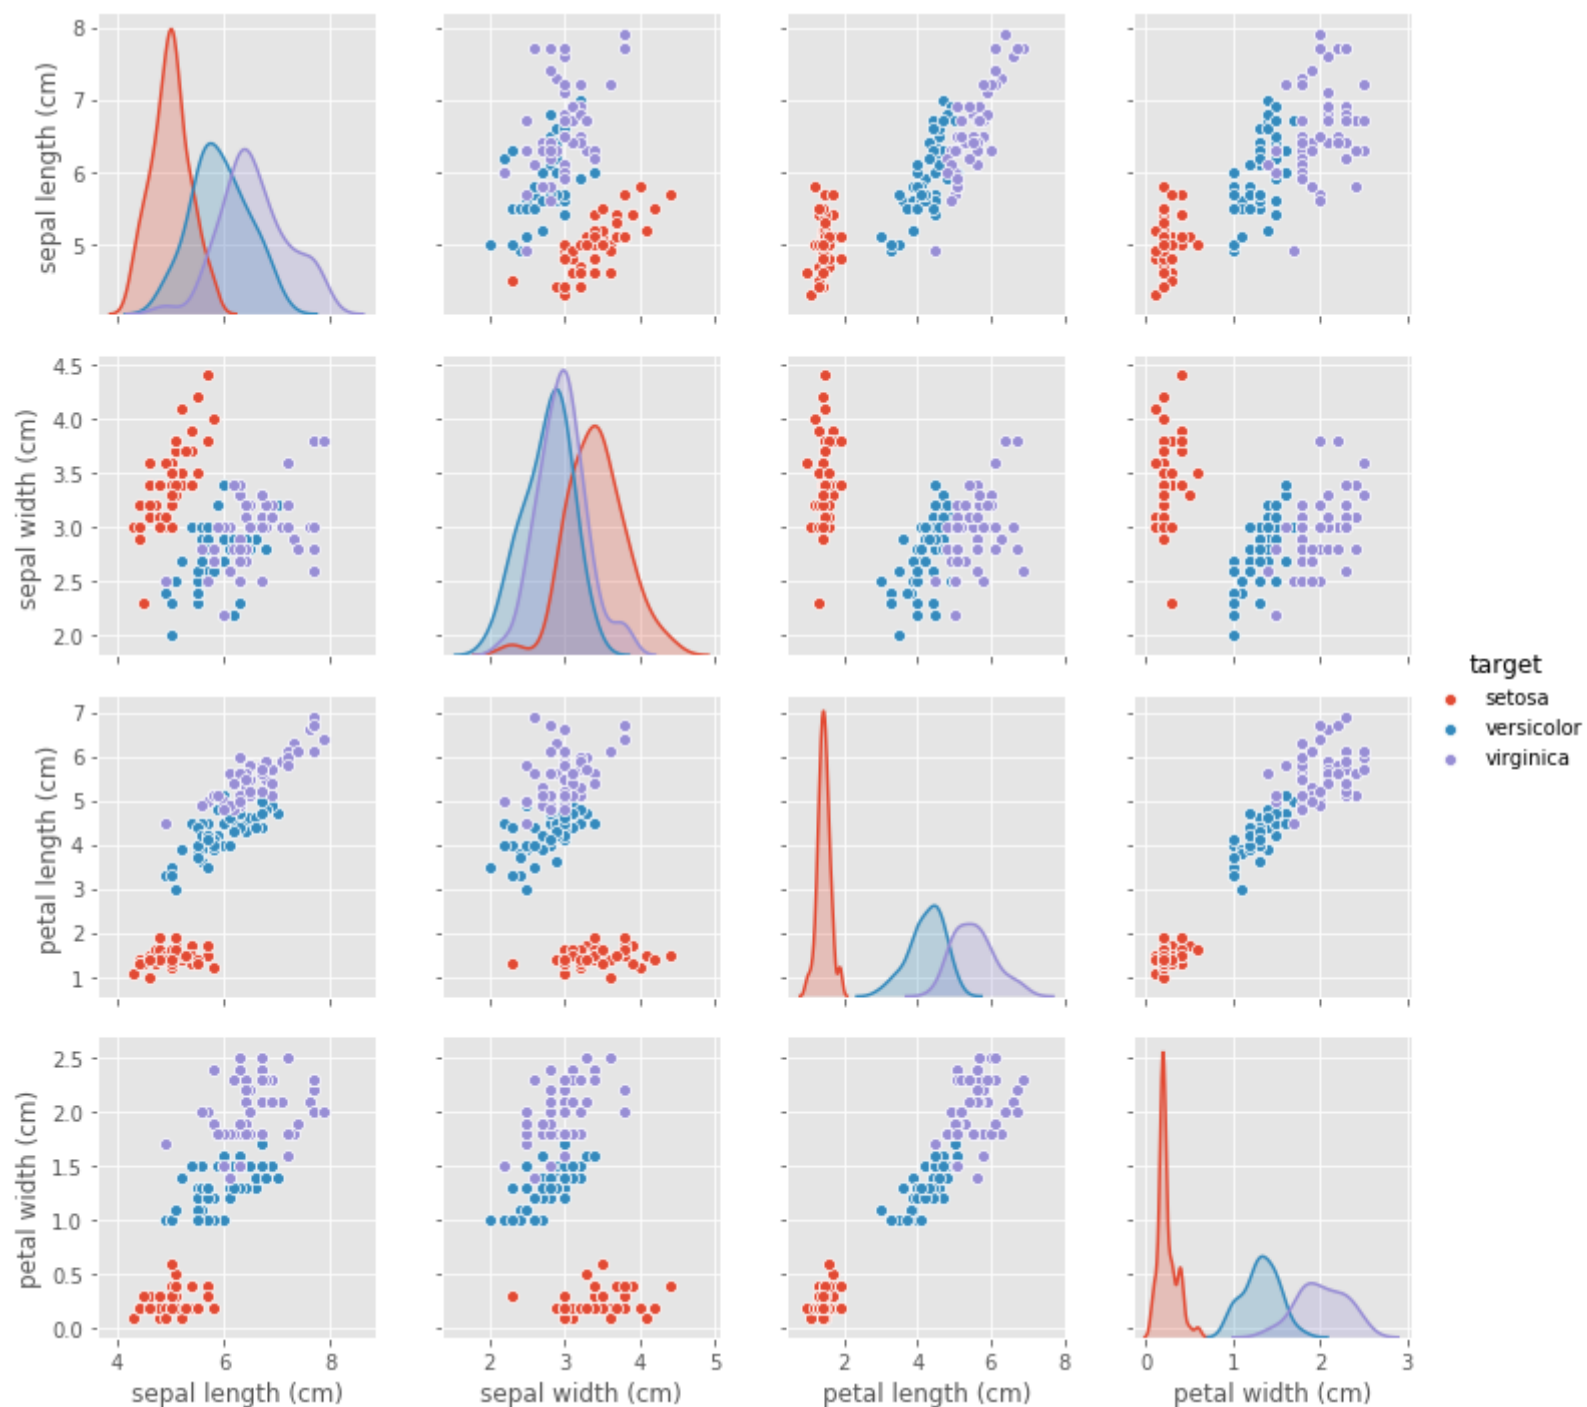 sepal length (cm)
8
7
6
5
sepal width (cm)
4.5
4.0
3.5
3.0
2.5
2.0
petal length (cm)
7
6
5
4
3
2
1
petal width (cm)
2.5
2.0
1.5
1.0
0.5
0.0
4 6 8
sepal length (cm)
2 3 4 5
sepal width (cm)
2 4 6 8
petal length (cm)
0 1 2 3
petal width (cm)
target
setosa
versicolor
virginica